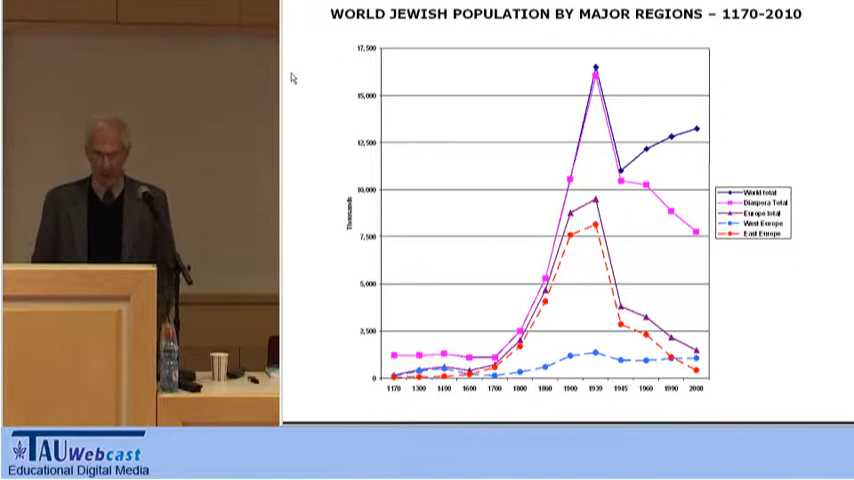 WORLD JEWISH POPULATION BY MAJOR REGIONS – 1170-2010
17,500
15,000
12,500
10,000
7,500
5,000
2,500
0
Thousands
1170 1300 1490 1600 1700 1800 1860 1900 1939 1945 1960 1990 2000
World total
Diaspora Total
Europe total
West Europe
East Europe
TAU Webcast
Educational Digital Media